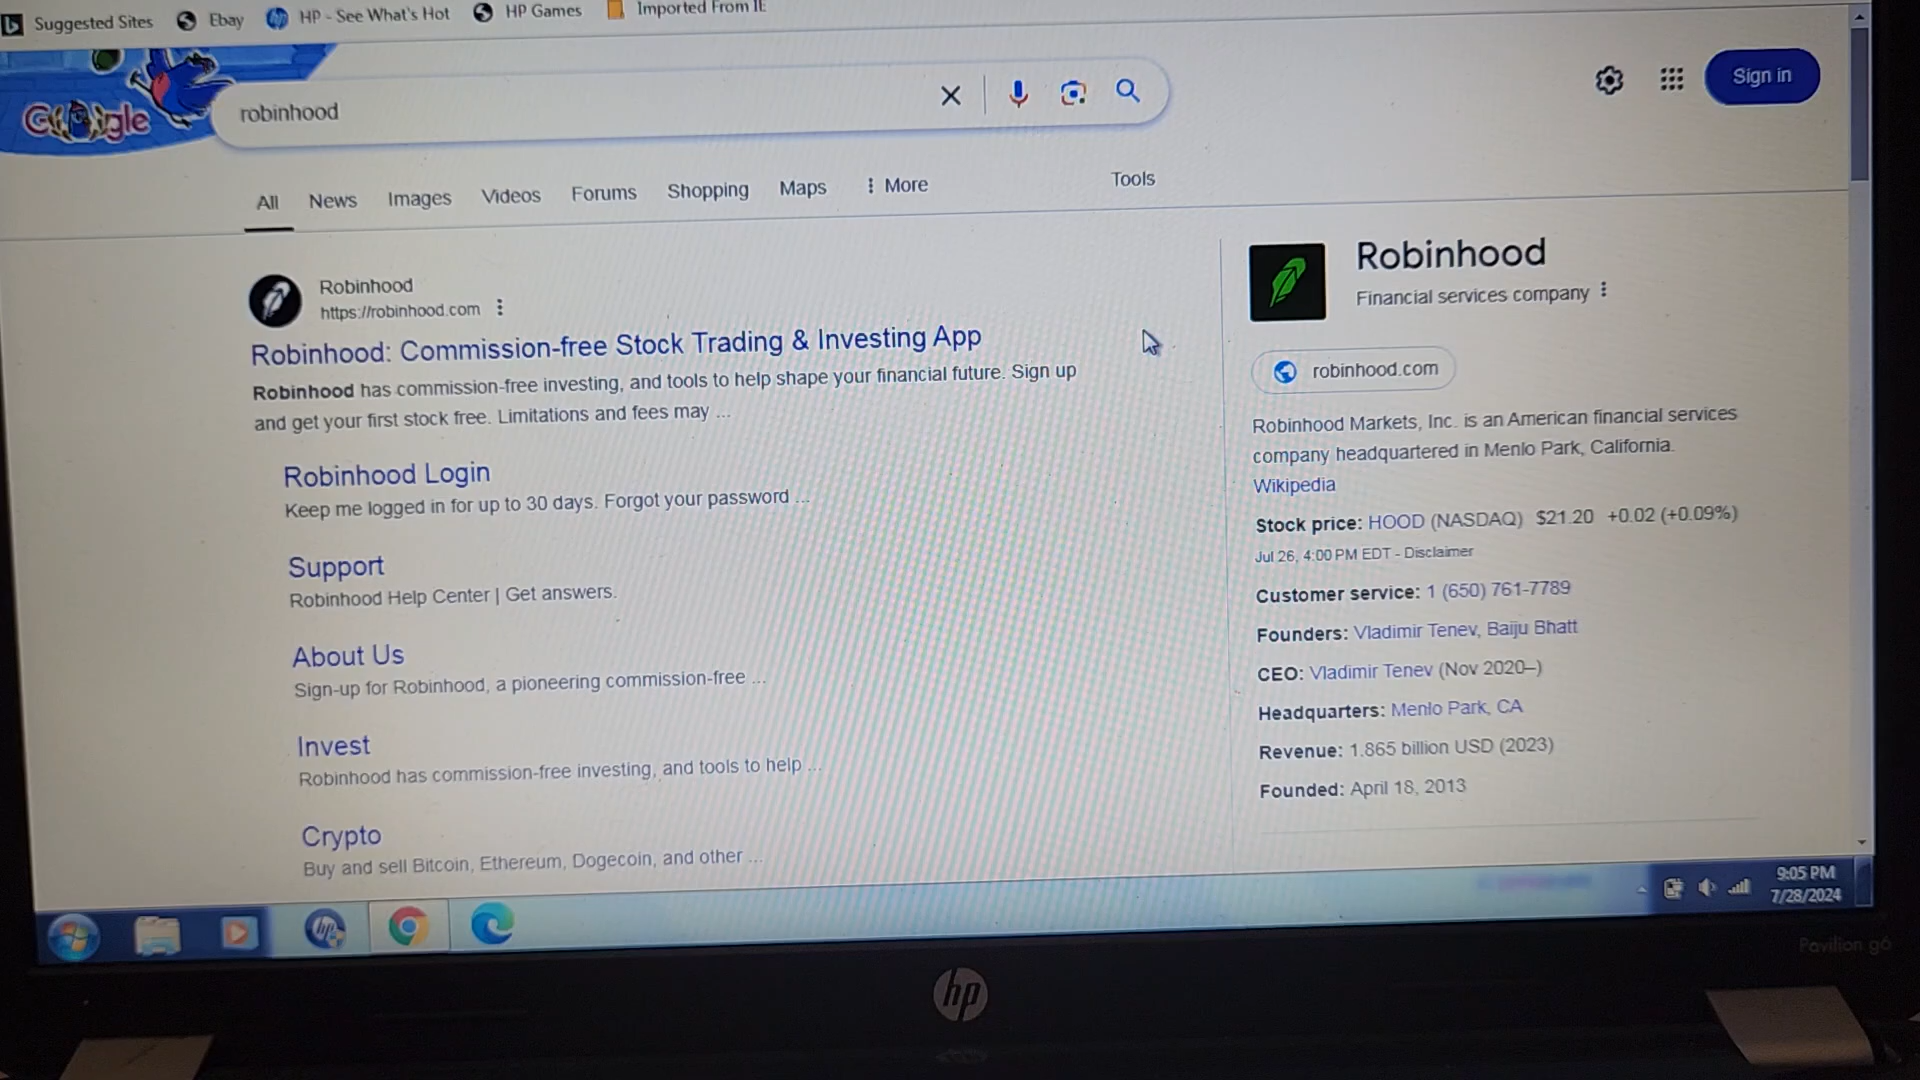 Suggested Sites Ebay HP - See What's Hot HP Games Imported From IE
Google
robinhood
Sign in
All News Images Videos Forums Shopping Maps More Tools
Robinhood
https://robinhood.com
Robinhood: Commission-free Stock Trading & Investing App
Robinhood has commission-free investing, and tools to help shape your financial future. Sign up
and get your first stock free. Limitations and fees may ...
Robinhood Login
Keep me logged in for up to 30 days. Forgot your password ...
Support
Robinhood Help Center | Get answers.
About Us
Sign-up for Robinhood, a pioneering commission-free ...
Invest
Robinhood has commission-free investing, and tools to help ...
Crypto
Buy and sell Bitcoin, Ethereum, Dogecoin, and other ...
Robinhood
Financial services company
robinhood.com
Robinhood Markets, Inc. is an American financial services
company headquartered in Menlo Park, California.
Wikipedia
Stock price: HOOD (NASDAQ) $21.20 +0.02 (+0.09%)
Jul 26, 4:00 PM EDT - Disclaimer
Customer service: 1 (650) 761-7789
Founders: Vladimir Tenev, Baiju Bhatt
CEO: Vladimir Tenev (Nov 2020–)
Headquarters: Menlo Park, CA
Revenue: 1.865 billion USD (2023)
Founded: April 18, 2013
9:05 PM
7/28/2024
hp
Pavilion g6
hp